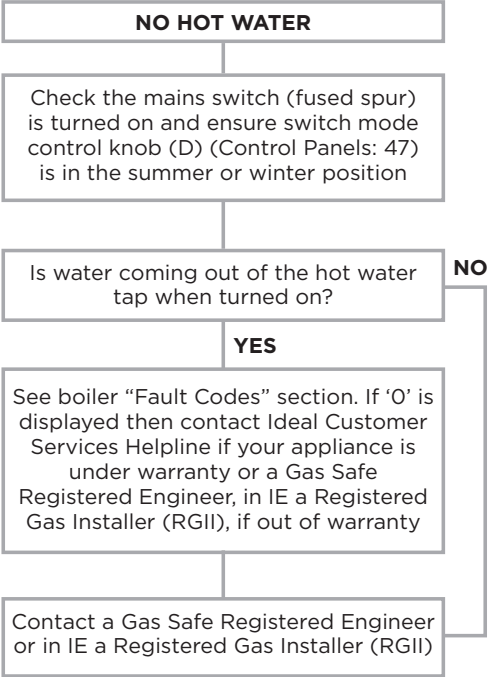 NO HOT WATER
Check the mains switch (fused spur)
is turned on and ensure switch mode
control knob (D) (Control Panels: 47)
is in the summer or winter position
Is water coming out of the hot water
tap when turned on?
NO
YES
See boiler “Fault Codes” section. If ‘0’ is
displayed then contact Ideal Customer
Services Helpline if your appliance is
under warranty or a Gas Safe
Registered Engineer, in IE a Registered
Gas Installer (RGII), if out of warranty
Contact a Gas Safe Registered Engineer
or in IE a Registered Gas Installer (RGII)